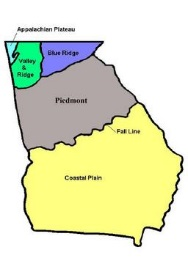 Appalachian Plateau
Blue Ridge
Valley
&
Ridge
Piedmont
Fall Line
Coastal Plain